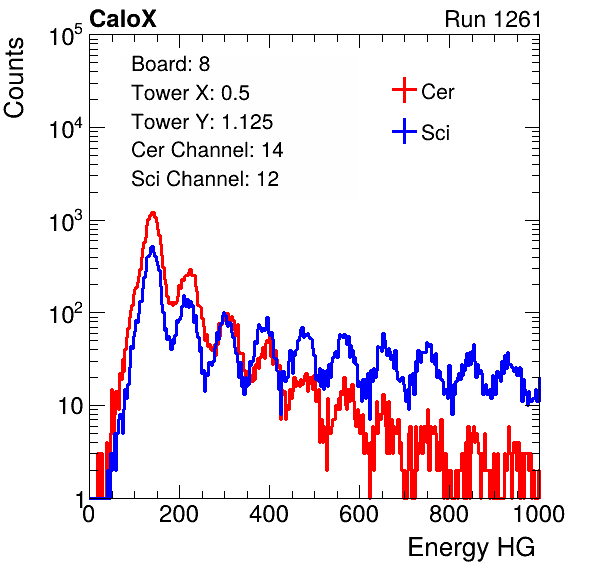 CaloX Run 1261
Counts
10^5
10^4
10^3
10^2
10
1
Board: 8
Tower X: 0.5
Tower Y: 1.125
Cer Channel: 14
Sci Channel: 12
Cer
Sci
0 200 400 600 800 1000
Energy HG